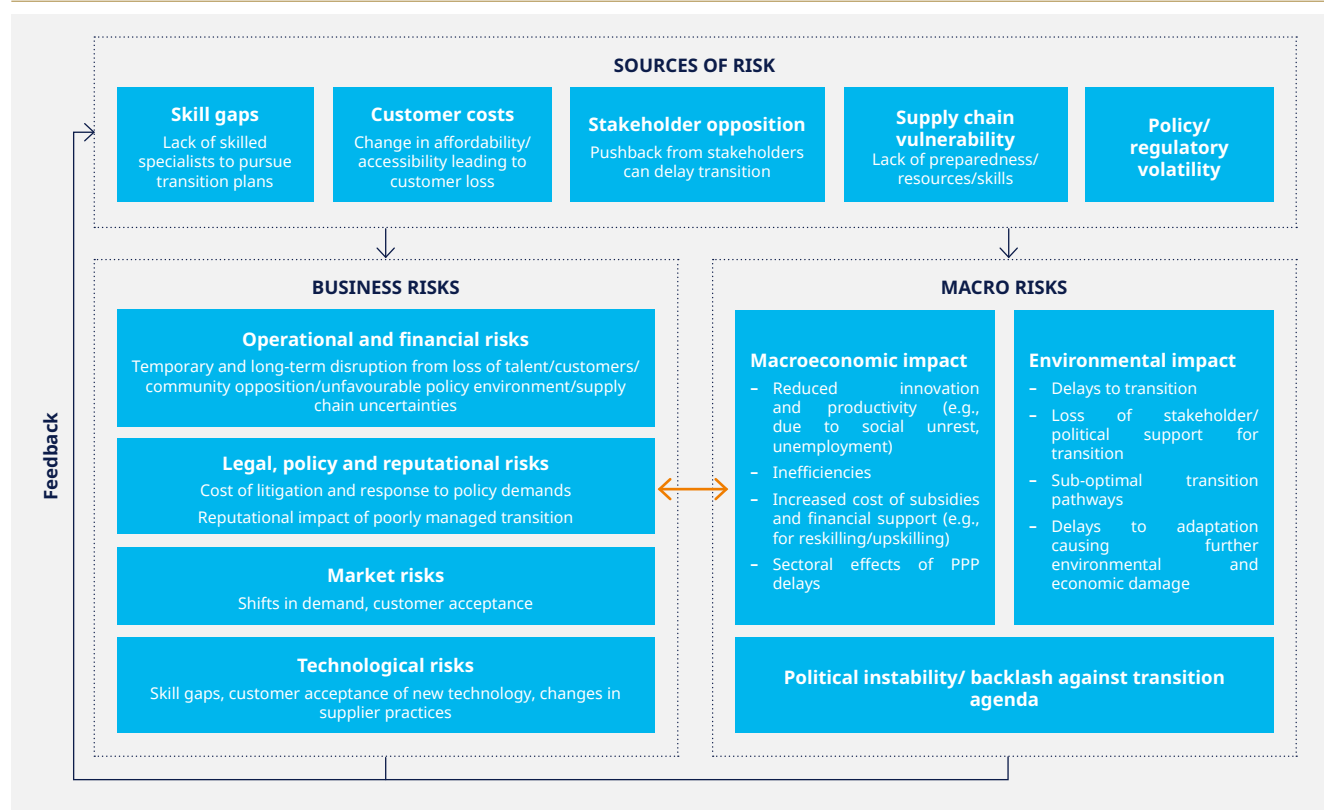 SOURCES OF RISK
Skill gaps
Lack of skilled
specialists to pursue
transition plans
Customer costs
Change in affordability/
accessibility leading to
customer loss
Stakeholder opposition
Pushback from stakeholders
can delay transition
Supply chain
vulnerability
Lack of preparedness/
resources/skills
Policy/
regulatory
volatility
BUSINESS RISKS
Operational and financial risks
Temporary and long-term disruption from loss of talent/customers/
community opposition/unfavourable policy environment/supply
chain uncertainties
Legal, policy and reputational risks
Cost of litigation and response to policy demands
Reputational impact of poorly managed transition
Market risks
Shifts in demand, customer acceptance
Technological risks
Skill gaps, customer acceptance of new technology, changes in
supplier practices
MACRO RISKS
Macroeconomic impact
– Reduced innovation
and productivity (e.g.,
due to social unrest,
unemployment)
– Inefficiencies
– Increased cost of subsidies
and financial support (e.g.,
for reskilling/upskilling)
– Sectoral effects of PPP
delays
Environmental impact
– Delays to transition
– Loss of stakeholder/
political support for
transition
– Sub-optimal transition
pathways
– Delays to adaptation
causing further
environmental and
economic damage
Political instability/ backlash against transition
agenda
Feedback